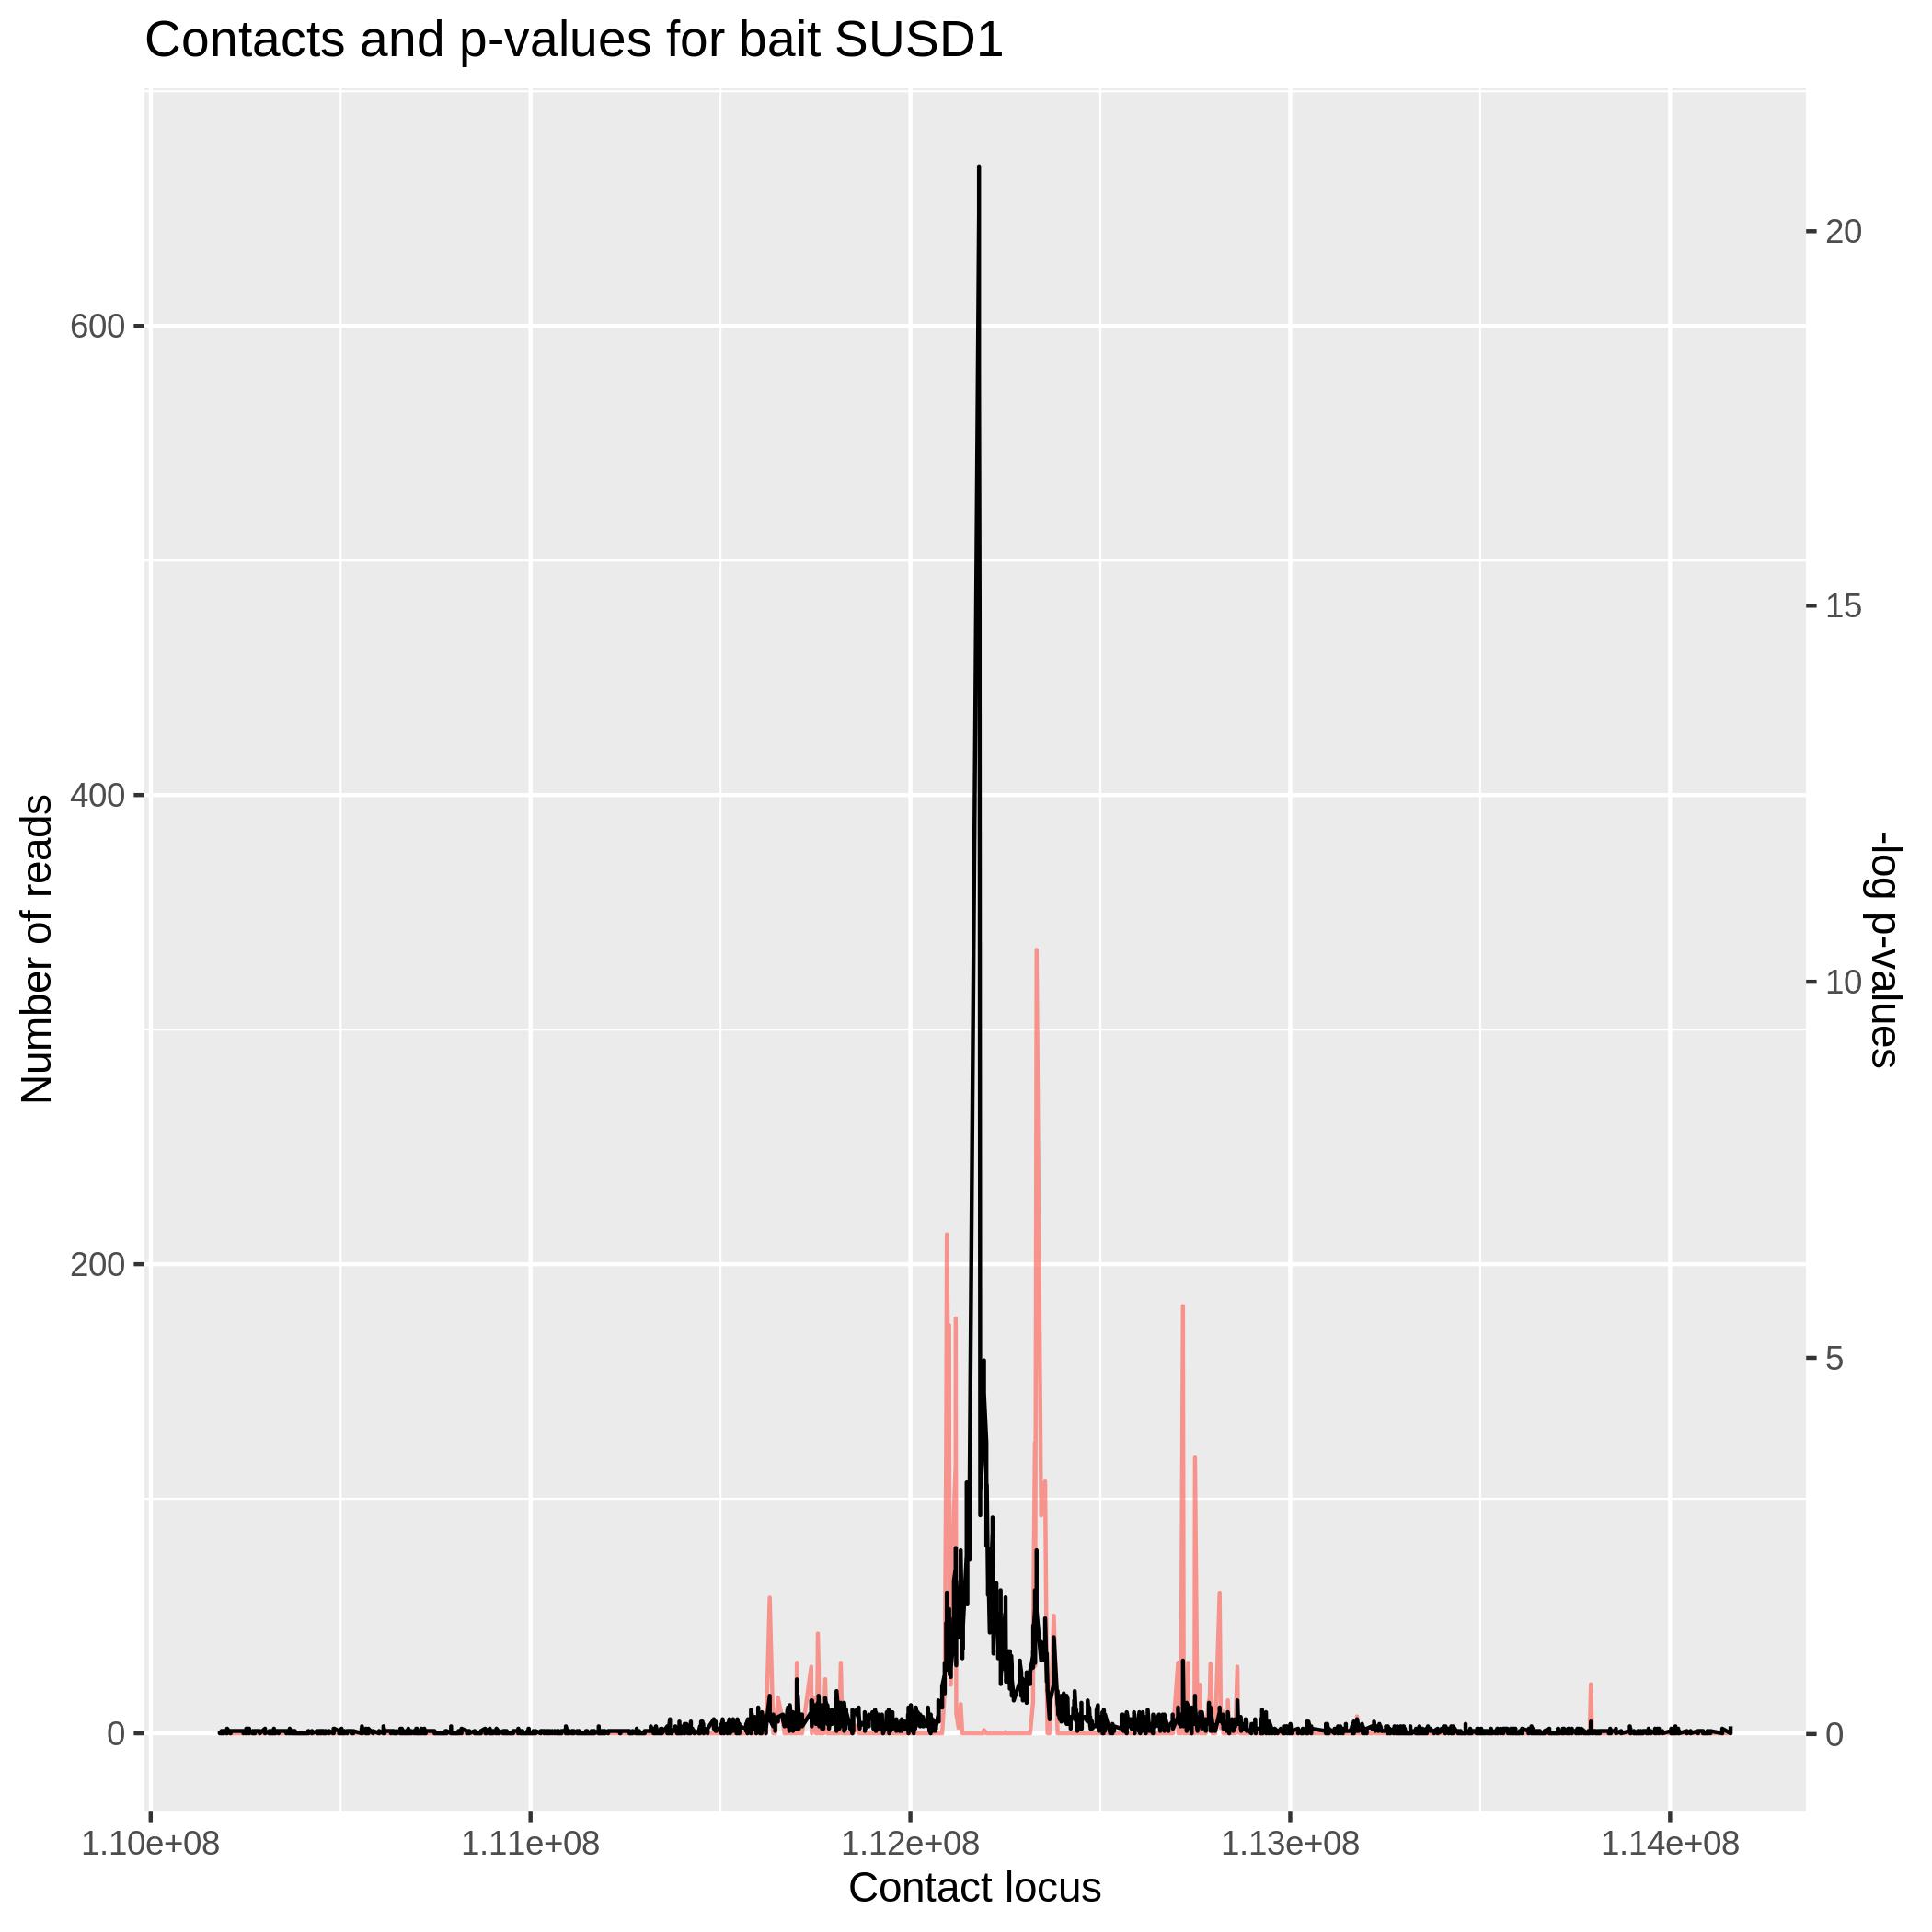 Contacts and p-values for bait SUSD1
Number of reads
600
400
200
0
20
15
10
5
0
-log p-values
1.10e+08
1.11e+08
1.12e+08
1.13e+08
1.14e+08
Contact locus